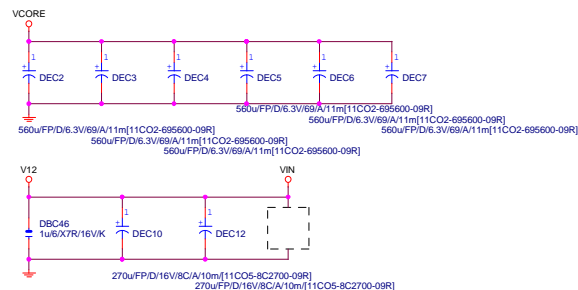 VCORE
1 1 1 1 1 1
DEC2 DEC3 DEC4 DEC5 DEC6 DEC7
560u/FP/D/6.3V/69/A/11m[11CO2-695600-09R]
560u/FP/D/6.3V/69/A/11m[11CO2-695600-09R] 560u/FP/D/6.3V/69/A/11m[11CO2-695600-09R] 560u/FP/D/6.3V/69/A/11m[11CO2-695600-09R]
560u/FP/D/6.3V/69/A/11m[11CO2-695600-09R]
560u/FP/D/6.3V/69/A/11m[11CO2-695600-09R]
V12 VIN
1 1
DBC46
1u/6/X7R/16V/K
DEC10 DEC12
270u/FP/D/16V/8C/A/10m/[11CO5-8C2700-09R]
270u/FP/D/16V/8C/A/10m/[11CO5-8C2700-09R]